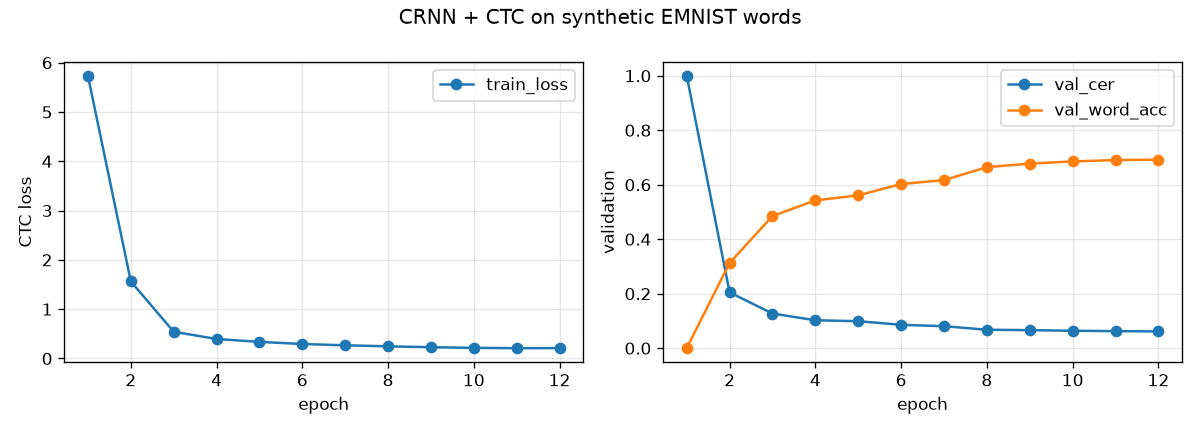 CRNN + CTC on synthetic EMNIST words
6
5
4
3
2
1
0
CTC loss
train_loss
2 4 6 8 10 12
epoch
1.0
0.8
0.6
0.4
0.2
0.0
validation
val_cer
val_word_acc
2 4 6 8 10 12
epoch